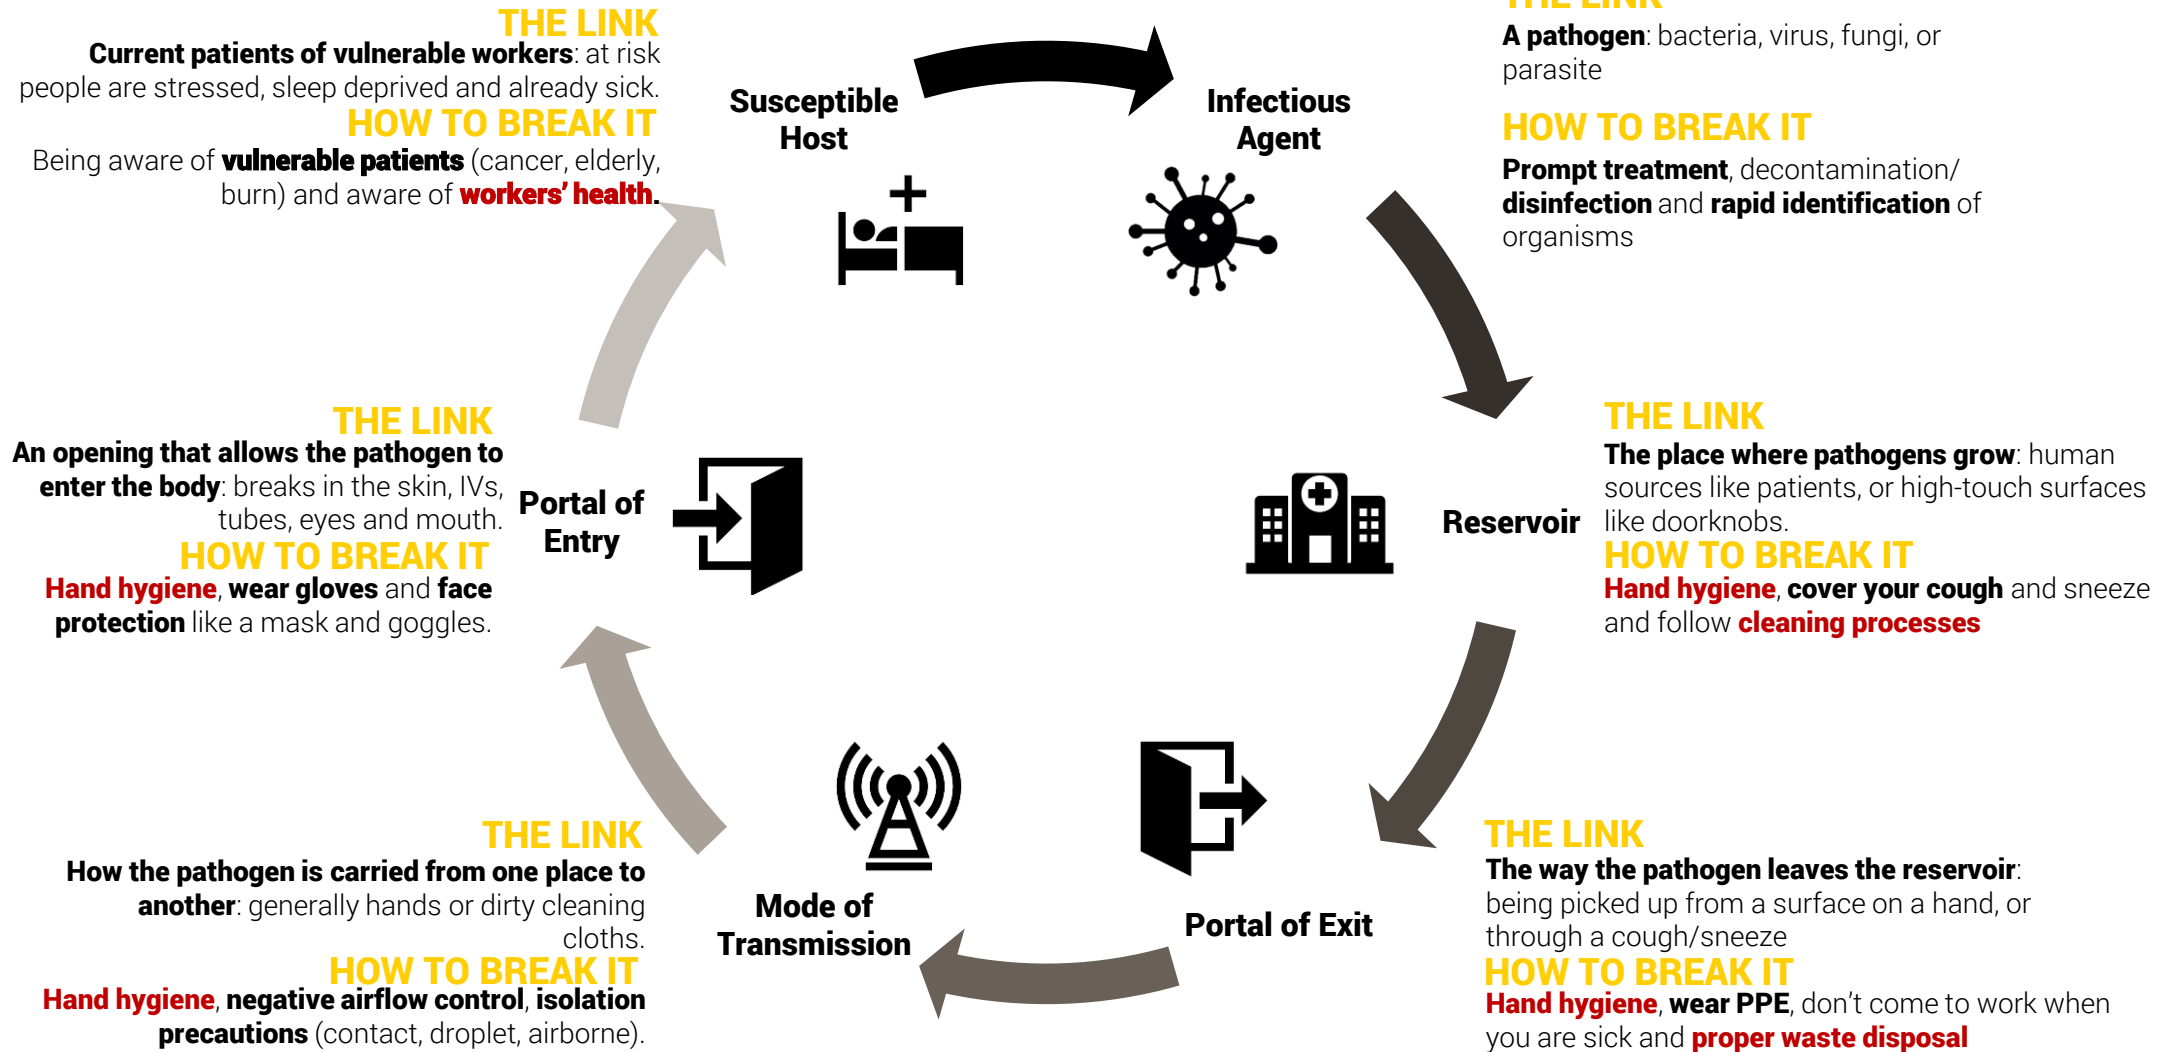 THE LINK
Current patients of vulnerable workers: at risk
people are stressed, sleep deprived and already sick.
HOW TO BREAK IT
Being aware of vulnerable patients (cancer, elderly,
burn) and aware of workers' health.
Susceptible
Host
Infectious
Agent
THE LINK
A pathogen: bacteria, virus, fungi, or
parasite
HOW TO BREAK IT
Prompt treatment, decontamination/
disinfection and rapid identification of
organisms
THE LINK
An opening that allows the pathogen to
enter the body: breaks in the skin, IVs,
tubes, eyes and mouth.
HOW TO BREAK IT
Hand hygiene, wear gloves and face
protection like a mask and goggles.
Portal of
Entry
Reservoir
THE LINK
The place where pathogens grow: human
sources like patients, or high-touch surfaces
like doorknobs.
HOW TO BREAK IT
Hand hygiene, cover your cough and sneeze
and follow cleaning processes
THE LINK
How the pathogen is carried from one place to
another: generally hands or dirty cleaning
cloths.
HOW TO BREAK IT
Hand hygiene, negative airflow control, isolation
precautions (contact, droplet, airborne).
Mode of
Transmission
Portal of Exit
THE LINK
The way the pathogen leaves the reservoir:
being picked up from a surface on a hand, or
through a cough/sneeze
HOW TO BREAK IT
Hand hygiene, wear PPE, don't come to work when
you are sick and proper waste disposal